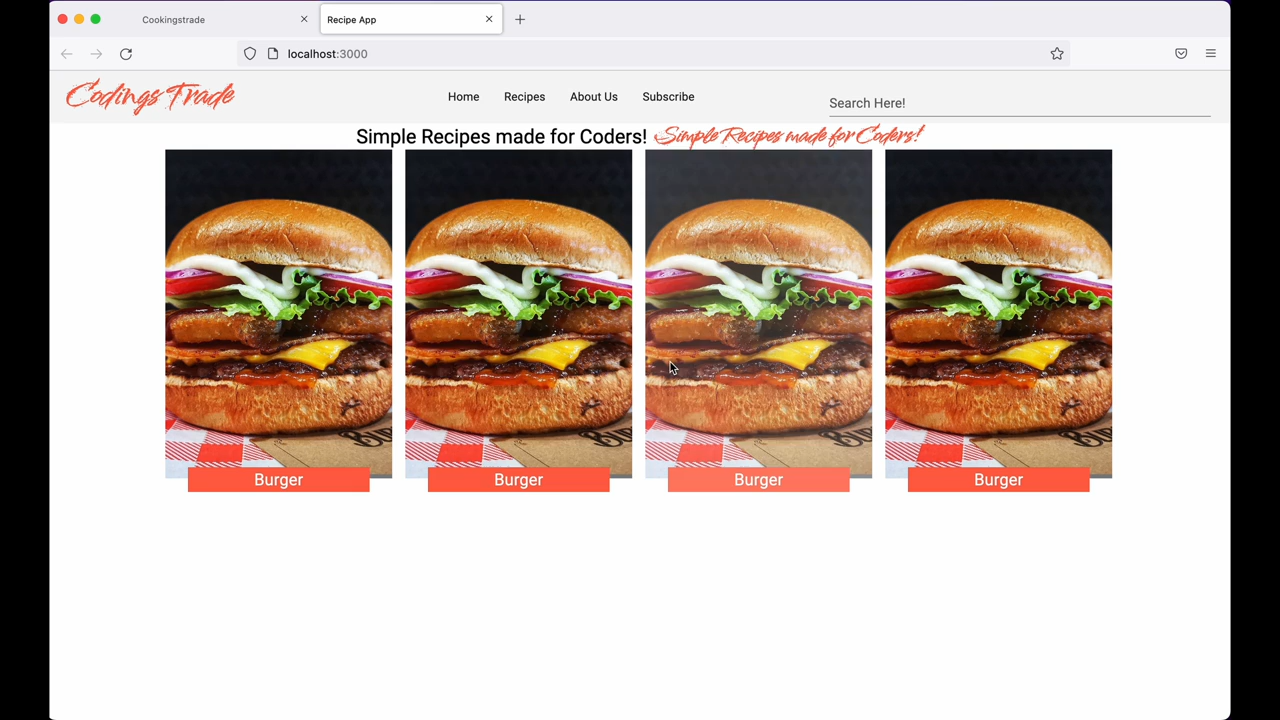 Cookingstrade
Recipe App
localhost:3000
Codings Trade
Home Recipes About Us Subscribe
Search Here!
Simple Recipes made for Coders! Simple Recipes made for Coders!
Burger Burger Burger Burger